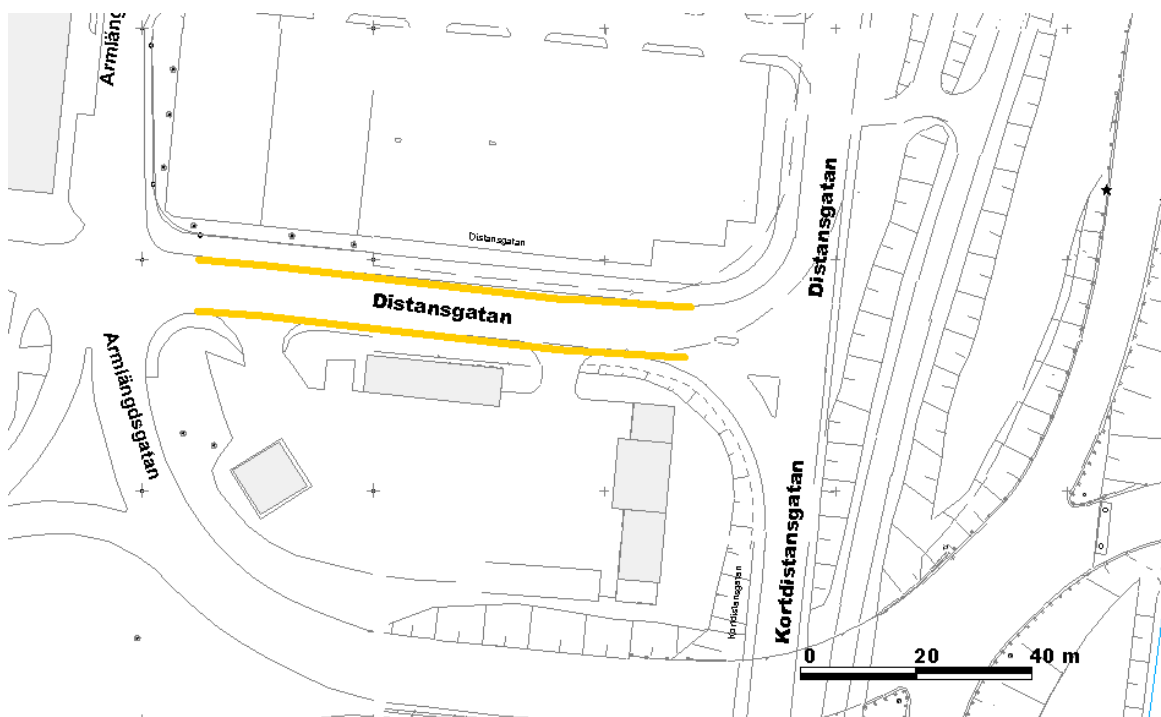 Armläng
Distansgatan
Distansgatan
Distansgatan
Armlängdsgatan
Kortdistansgatan
Kortdistansgatan
0 20 40 m